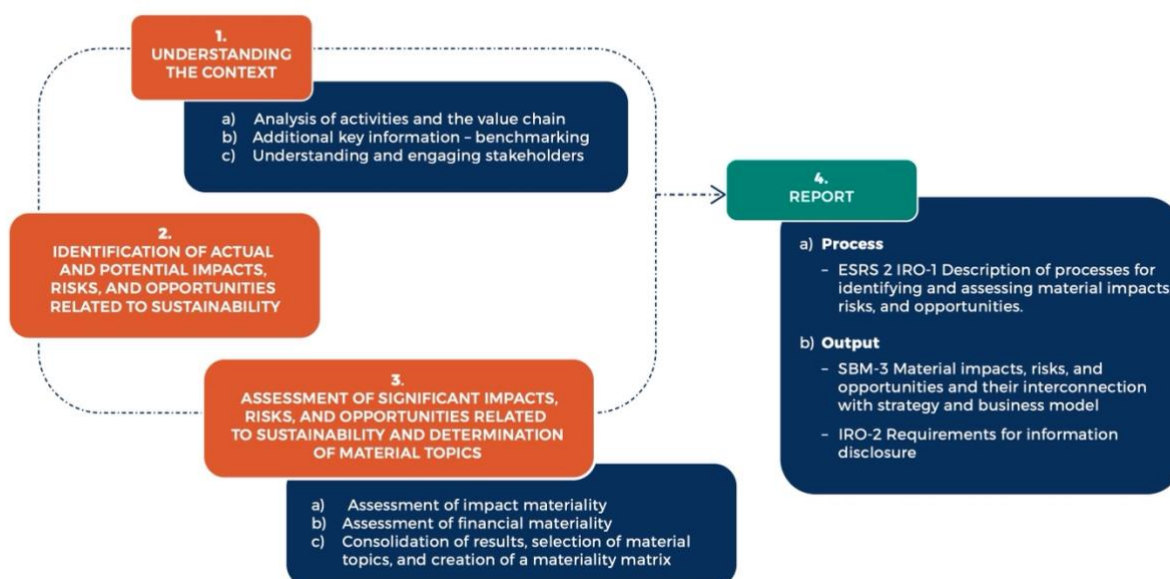 1.
UNDERSTANDING
THE CONTEXT
a) Analysis of activities and the value chain
b) Additional key information – benchmarking
c) Understanding and engaging stakeholders
2.
IDENTIFICATION OF ACTUAL
AND POTENTIAL IMPACTS,
RISKS, AND OPPORTUNITIES
RELATED TO SUSTAINABILITY
3.
ASSESSMENT OF SIGNIFICANT IMPACTS,
RISKS, AND OPPORTUNITIES RELATED
TO SUSTAINABILITY AND DETERMINATION
OF MATERIAL TOPICS
a) Assessment of impact materiality
b) Assessment of financial materiality
c) Consolidation of results, selection of material
topics, and creation of a materiality matrix
4.
REPORT
a) Process
– ESRS 2 IRO-1 Description of processes for
identifying and assessing material impacts
risks, and opportunities.
b) Output
– SBM-3 Material impacts, risks, and
opportunities and their interconnection
with strategy and business model
– IRO-2 Requirements for information
disclosure